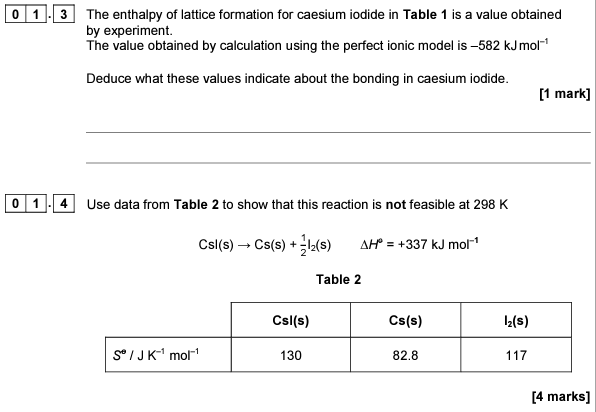 01.3 The enthalpy of lattice formation for caesium iodide in Table 1 is a value obtained
by experiment.
The value obtained by calculation using the perfect ionic model is –582 kJ mol⁻¹
Deduce what these values indicate about the bonding in caesium iodide.
[1 mark]
01.4 Use data from Table 2 to show that this reaction is not feasible at 298 K
CsI(s) → Cs(s) + ½I₂(s) ΔH⦵ = +337 kJ mol⁻¹
Table 2
CsI(s) Cs(s) I₂(s)
S⦵ / J K⁻¹ mol⁻¹ 130 82.8 117
[4 marks]